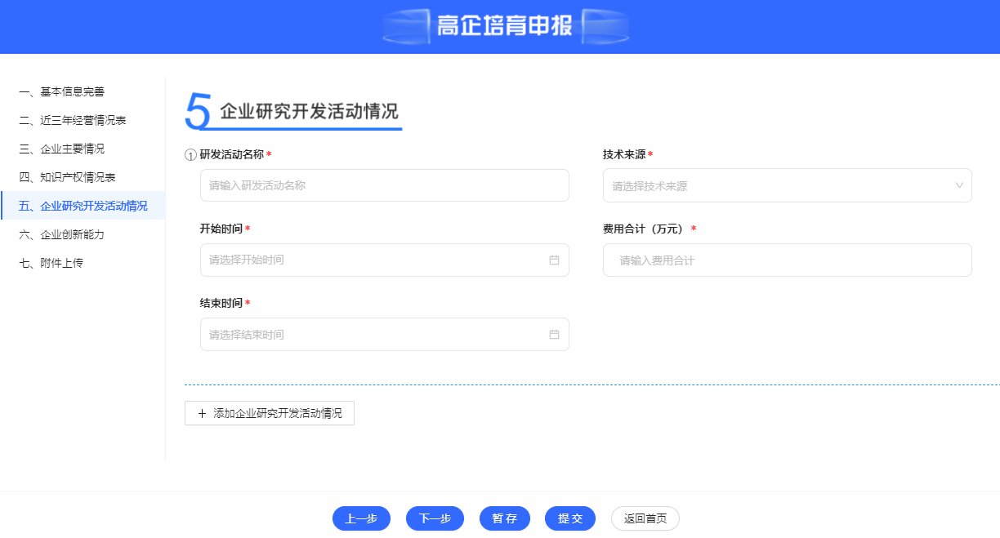 高企培育申报
一、基本信息完善
二、近三年经营情况表
三、企业主要情况
四、知识产权情况表
五、企业研究开发活动情况
六、企业创新能力
七、附件上传
5 企业研究开发活动情况
① 研发活动名称 *
请输入研发活动名称
技术来源 *
请选择技术来源
开始时间 *
请选择开始时间
费用合计（万元） *
请输入费用合计
结束时间 *
请选择结束时间
+ 添加企业研究开发活动情况
上一步 下一步 暂存 提交 返回首页